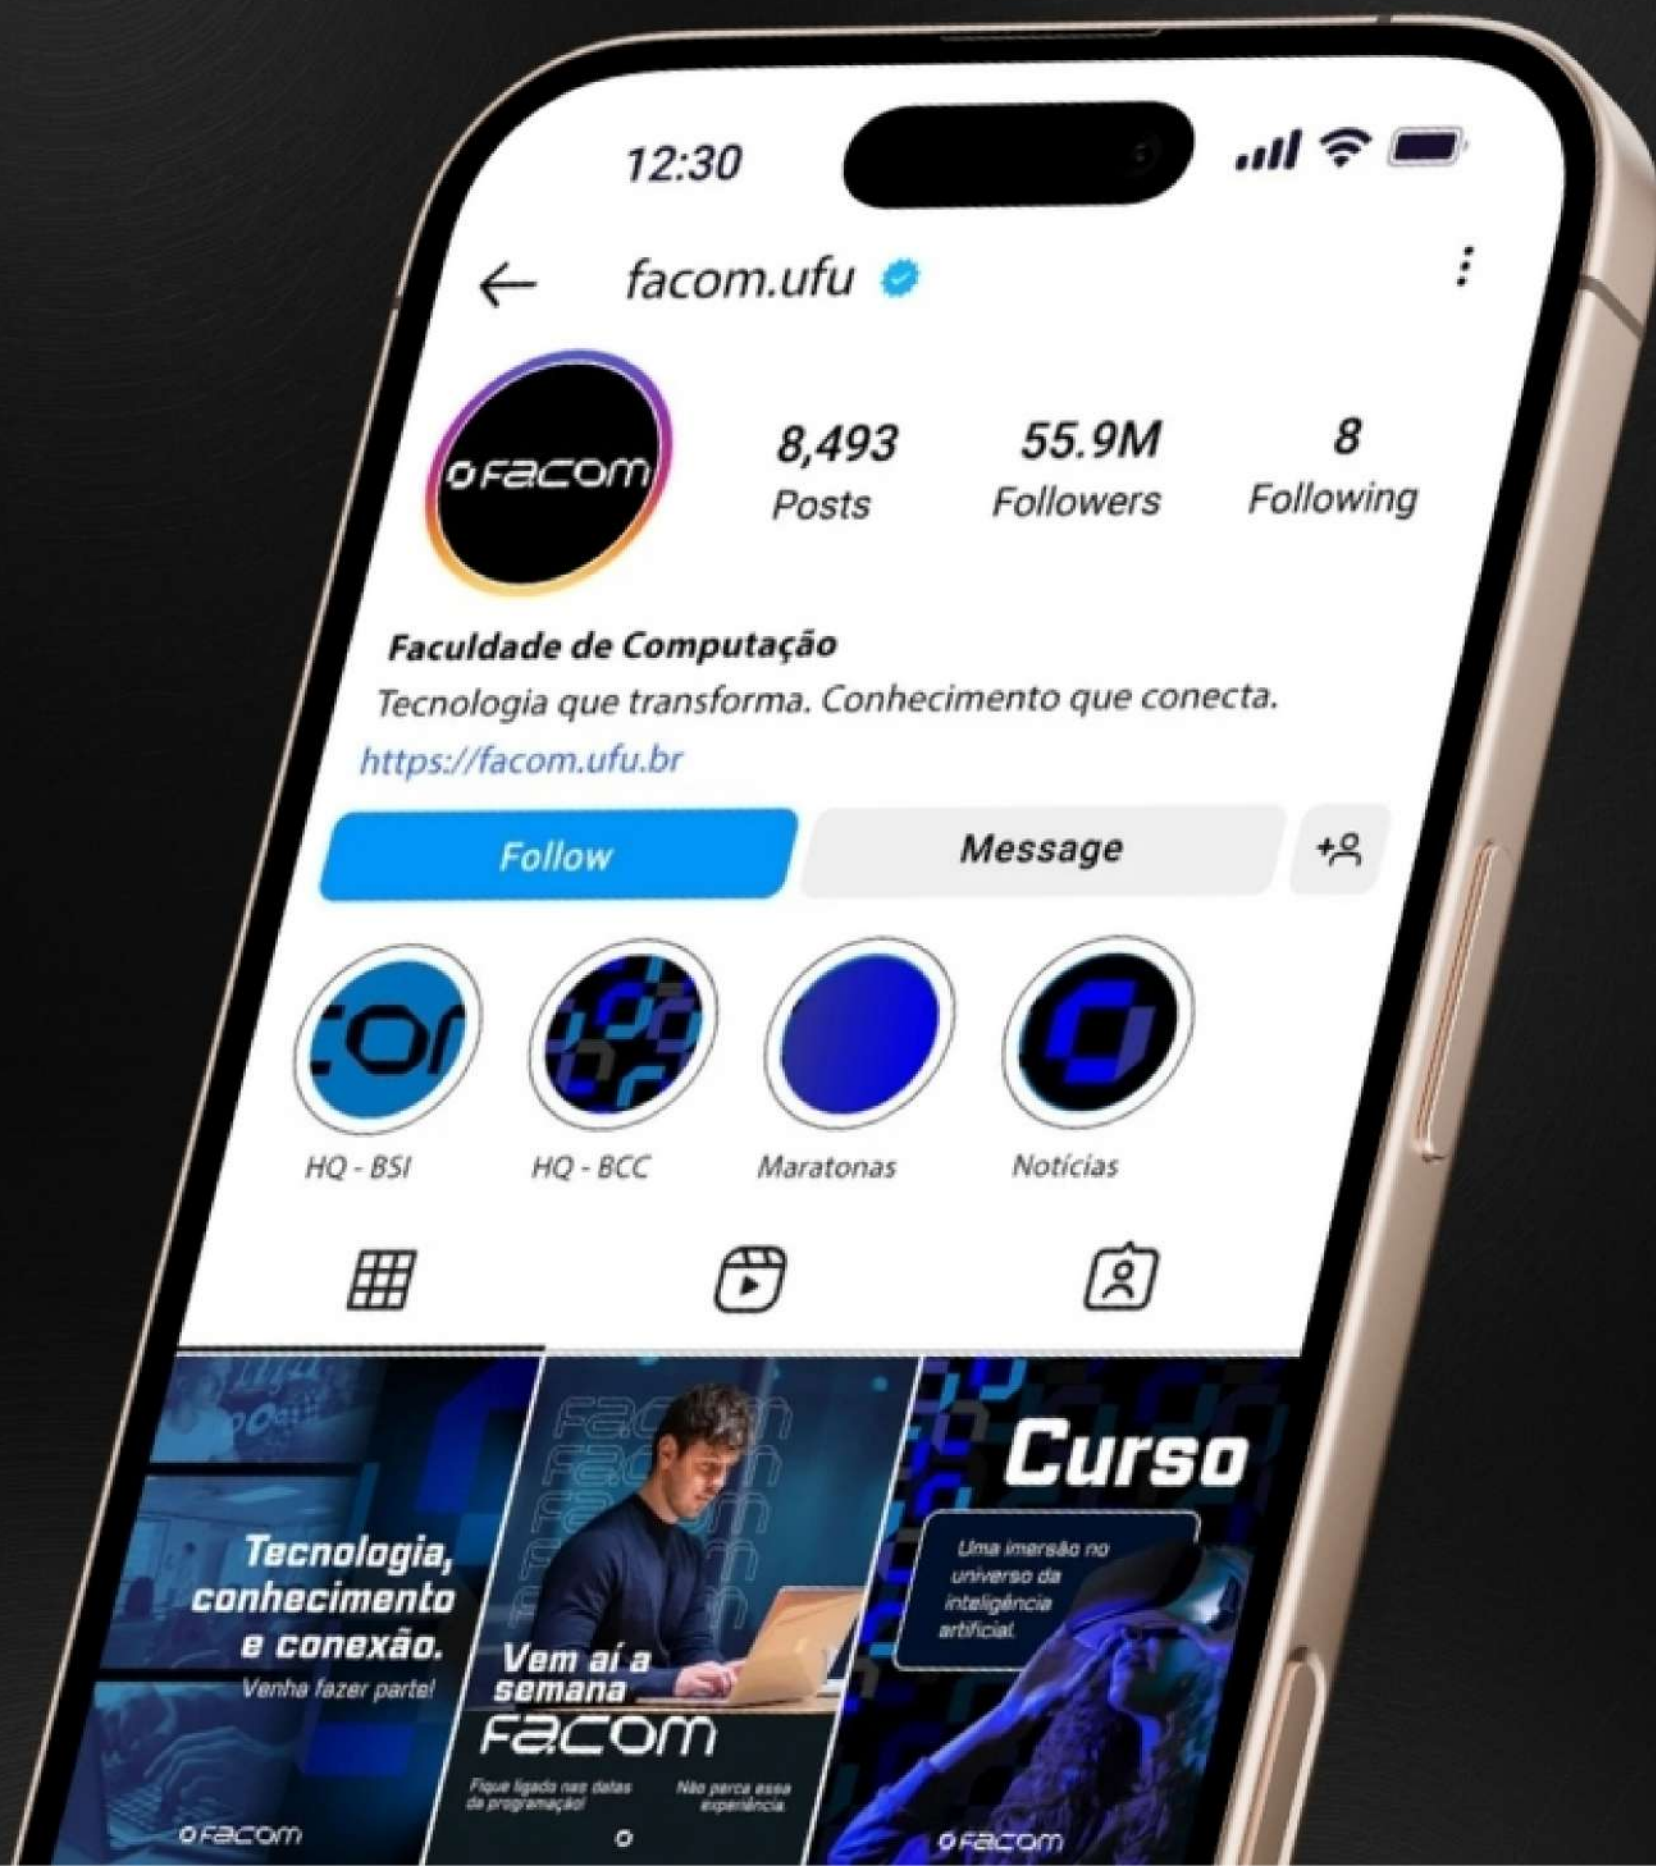 12:30
facom.ufu
FACOM
8,493 55.9M 8
Posts Followers Following
Faculdade de Computação
Tecnologia que transforma. Conhecimento que conecta.
https://facom.ufu.br
Follow Message
HQ - BSI HQ - BCC Maratonas Notícias
Tecnologia,
conhecimento
e conexão.
Venha fazer parte!
FACOM
Vem aí a
semana
FACOM
Fique ligado nas datas
da programação!
Não perca essa
experiência.
Curso
Uma imersão no
universo da
inteligência
artificial.
FACOM